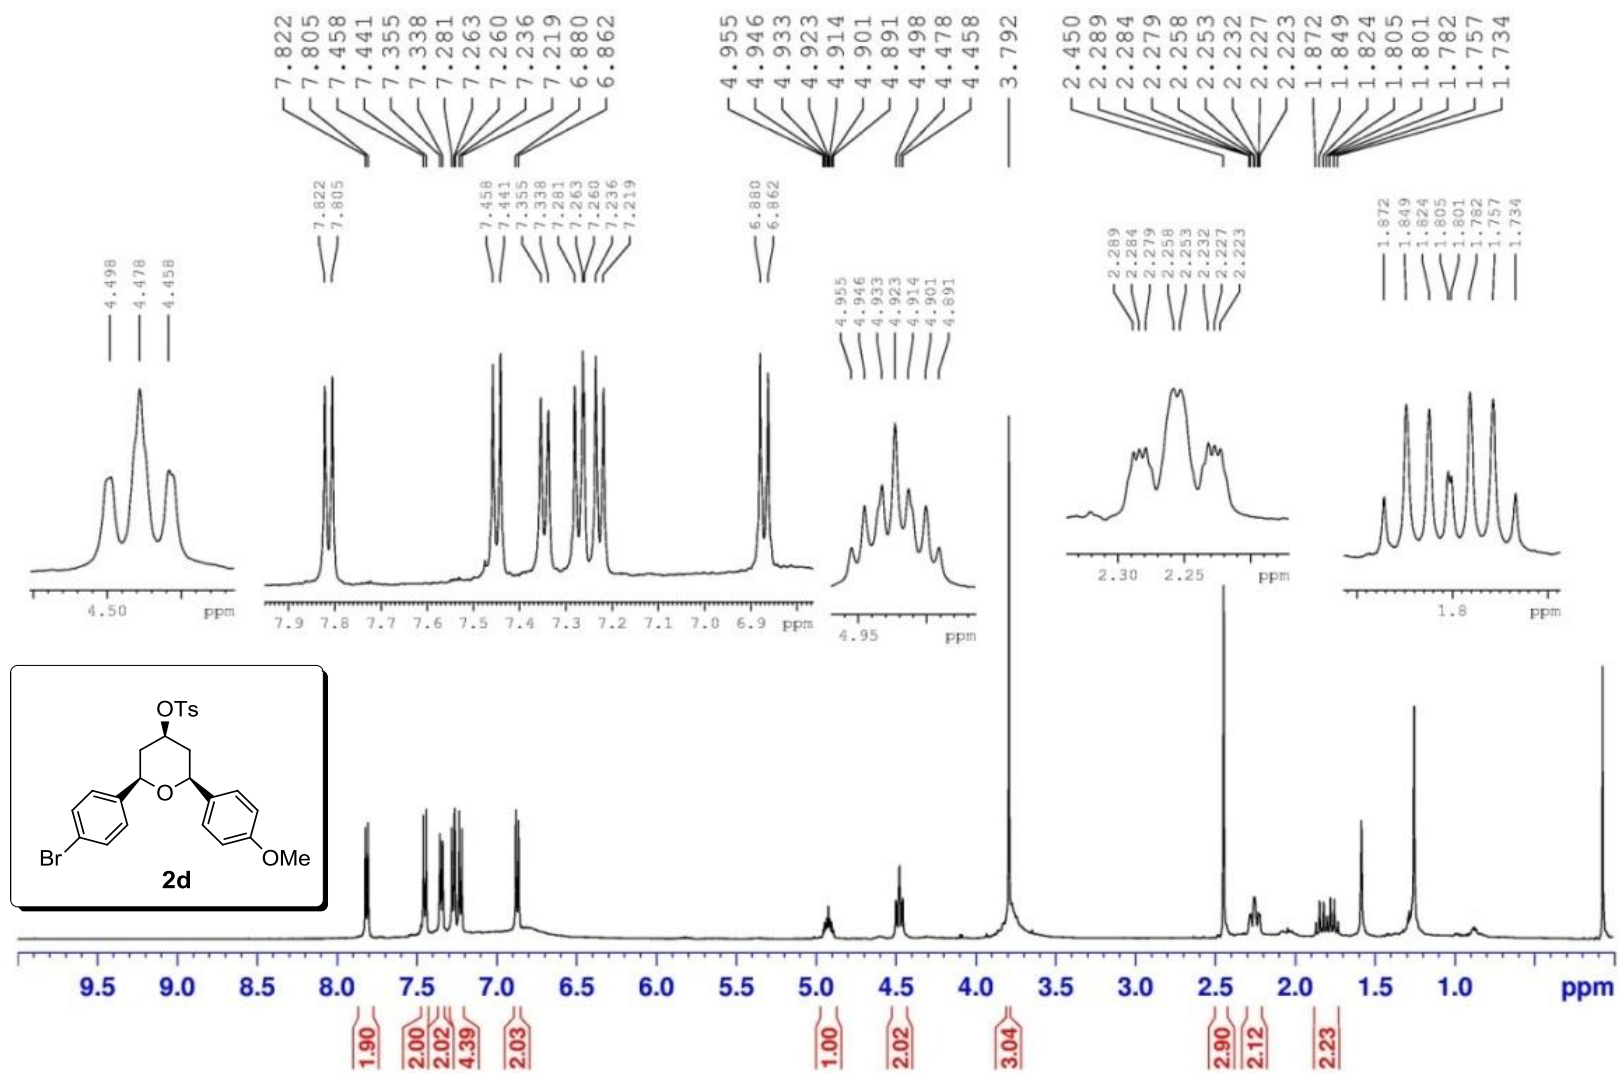 7.822 7.805 7.458 7.441 7.355 7.338 7.281 7.263 7.260 7.236 7.219 6.880 6.862 4.955 4.946 4.933 4.923 4.914 4.901 4.891 4.498 4.478 4.458 3.792 2.450 2.289 2.284 2.279 2.258 2.253 2.232 2.227 2.223 1.872 1.849 1.824 1.805 1.801 1.782 1.757 1.734
4.498 4.478 4.458
4.50 ppm
7.822 7.805 7.458 7.441 7.355 7.338 7.281 7.263 7.260 7.236 7.219 6.880 6.862
7.9 7.8 7.7 7.6 7.5 7.4 7.3 7.2 7.1 7.0 6.9 ppm
4.955 4.946 4.933 4.923 4.914 4.901 4.891
4.95 ppm
2.289 2.284 2.279 2.258 2.253 2.232 2.227 2.223
2.30 2.25 ppm
1.872 1.849 1.824 1.805 1.801 1.782 1.757 1.734
1.8 ppm
OTs
O
Br
OMe
2d
9.5 9.0 8.5 8.0 7.5 7.0 6.5 6.0 5.5 5.0 4.5 4.0 3.5 3.0 2.5 2.0 1.5 1.0 ppm
1.90 2.00 2.02 4.39 2.03 1.00 2.02 3.04 2.90 2.12 2.23